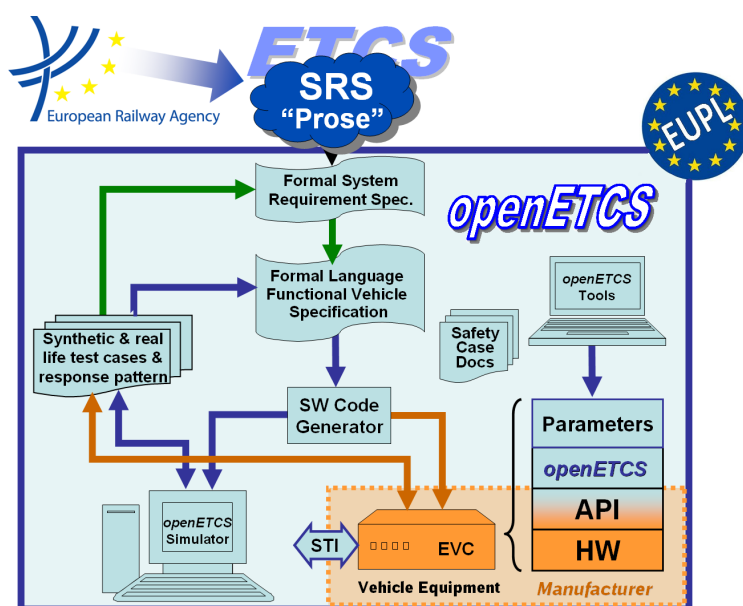 ETCS
SRS
“Prose”
European Railway Agency
EUPL
Formal System
Requirement Spec.
openETCS
Formal Language
Functional Vehicle
Specification
openETCS
Tools
Synthetic & real
life test cases &
response pattern
Safety
Case
Docs
SW Code
Generator
Parameters
openETCS
API
HW
openETCS
Simulator
STI
EVC
Vehicle Equipment
Manufacturer